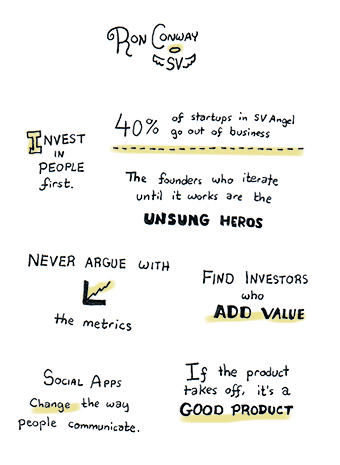 Ron Conway
SV
Invest
in
people
first.
40% of startups in SV Angel
go out of business
The founders who iterate
until it works are the
UNSUNG HEROS
Never argue with
the metrics
Find Investors
who
ADD VALUE
Social Apps
Change the way
people communicate.
If the product
takes off, it's a
GOOD PRODUCT